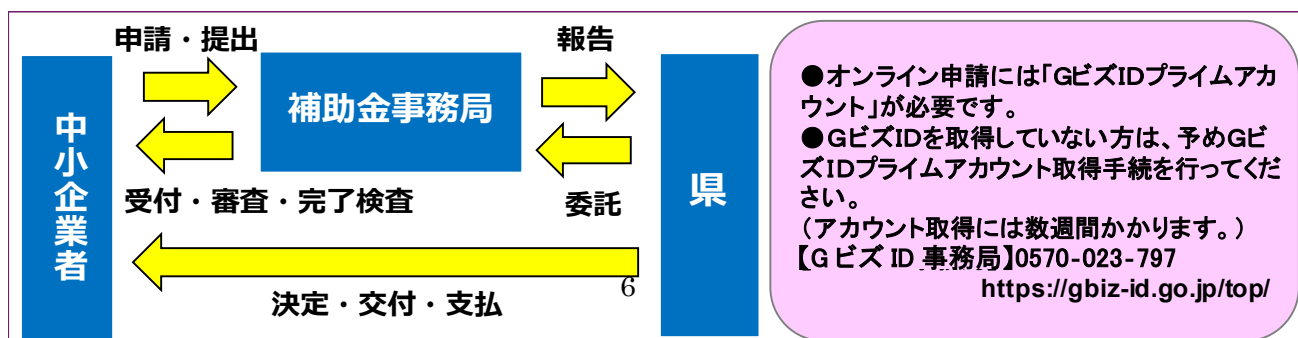 申請・提出
報告
補助金事務局
中小企業者
県
受付・審査・完了検査
委託
決定・交付・支払
6
●オンライン申請には「GビズIDプライムアカ
ウント」が必要です。
●GビズIDを取得していない方は、予めGビ
ズIDプライムアカウント取得手続を行ってくだ
さい。
(アカウント取得には数週間かかります。)
【GビズID 事務局】0570-023-797
https://gbiz-id.go.jp/top/